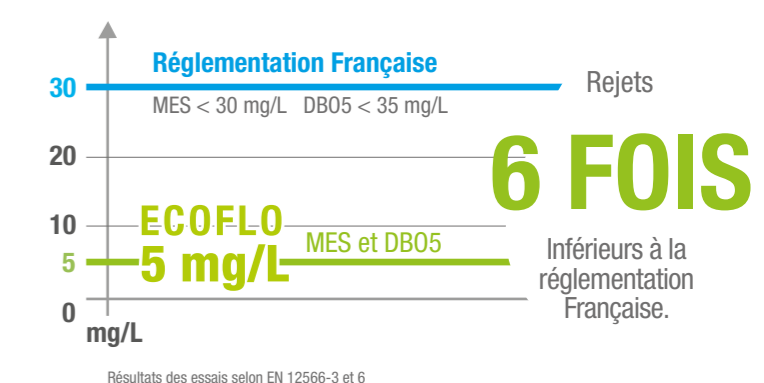 Réglementation Française
30
MES < 30 mg/L DBO5 < 35 mg/L
Rejets
20
6 FOIS
10
ECOFLO
5 mg/L
MES et DBO5
5
Inférieurs à la
réglementation
Française.
0
mg/L
Résultats des essais selon EN 12566-3 et 6